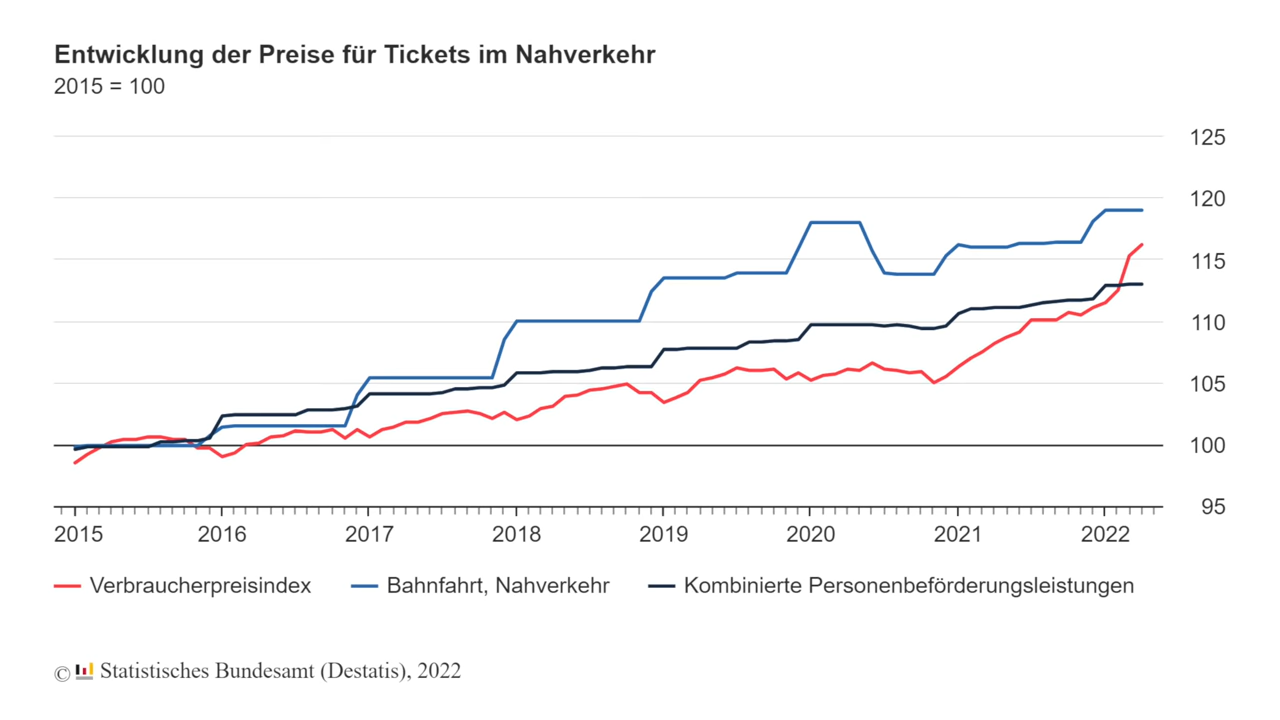 Entwicklung der Preise für Tickets im Nahverkehr
2015 = 100
125
120
115
110
105
100
95
2015 2016 2017 2018 2019 2020 2021 2022
Verbraucherpreisindex Bahnfahrt, Nahverkehr Kombinierte Personenbeförderungsleistungen
© Statistisches Bundesamt (Destatis), 2022